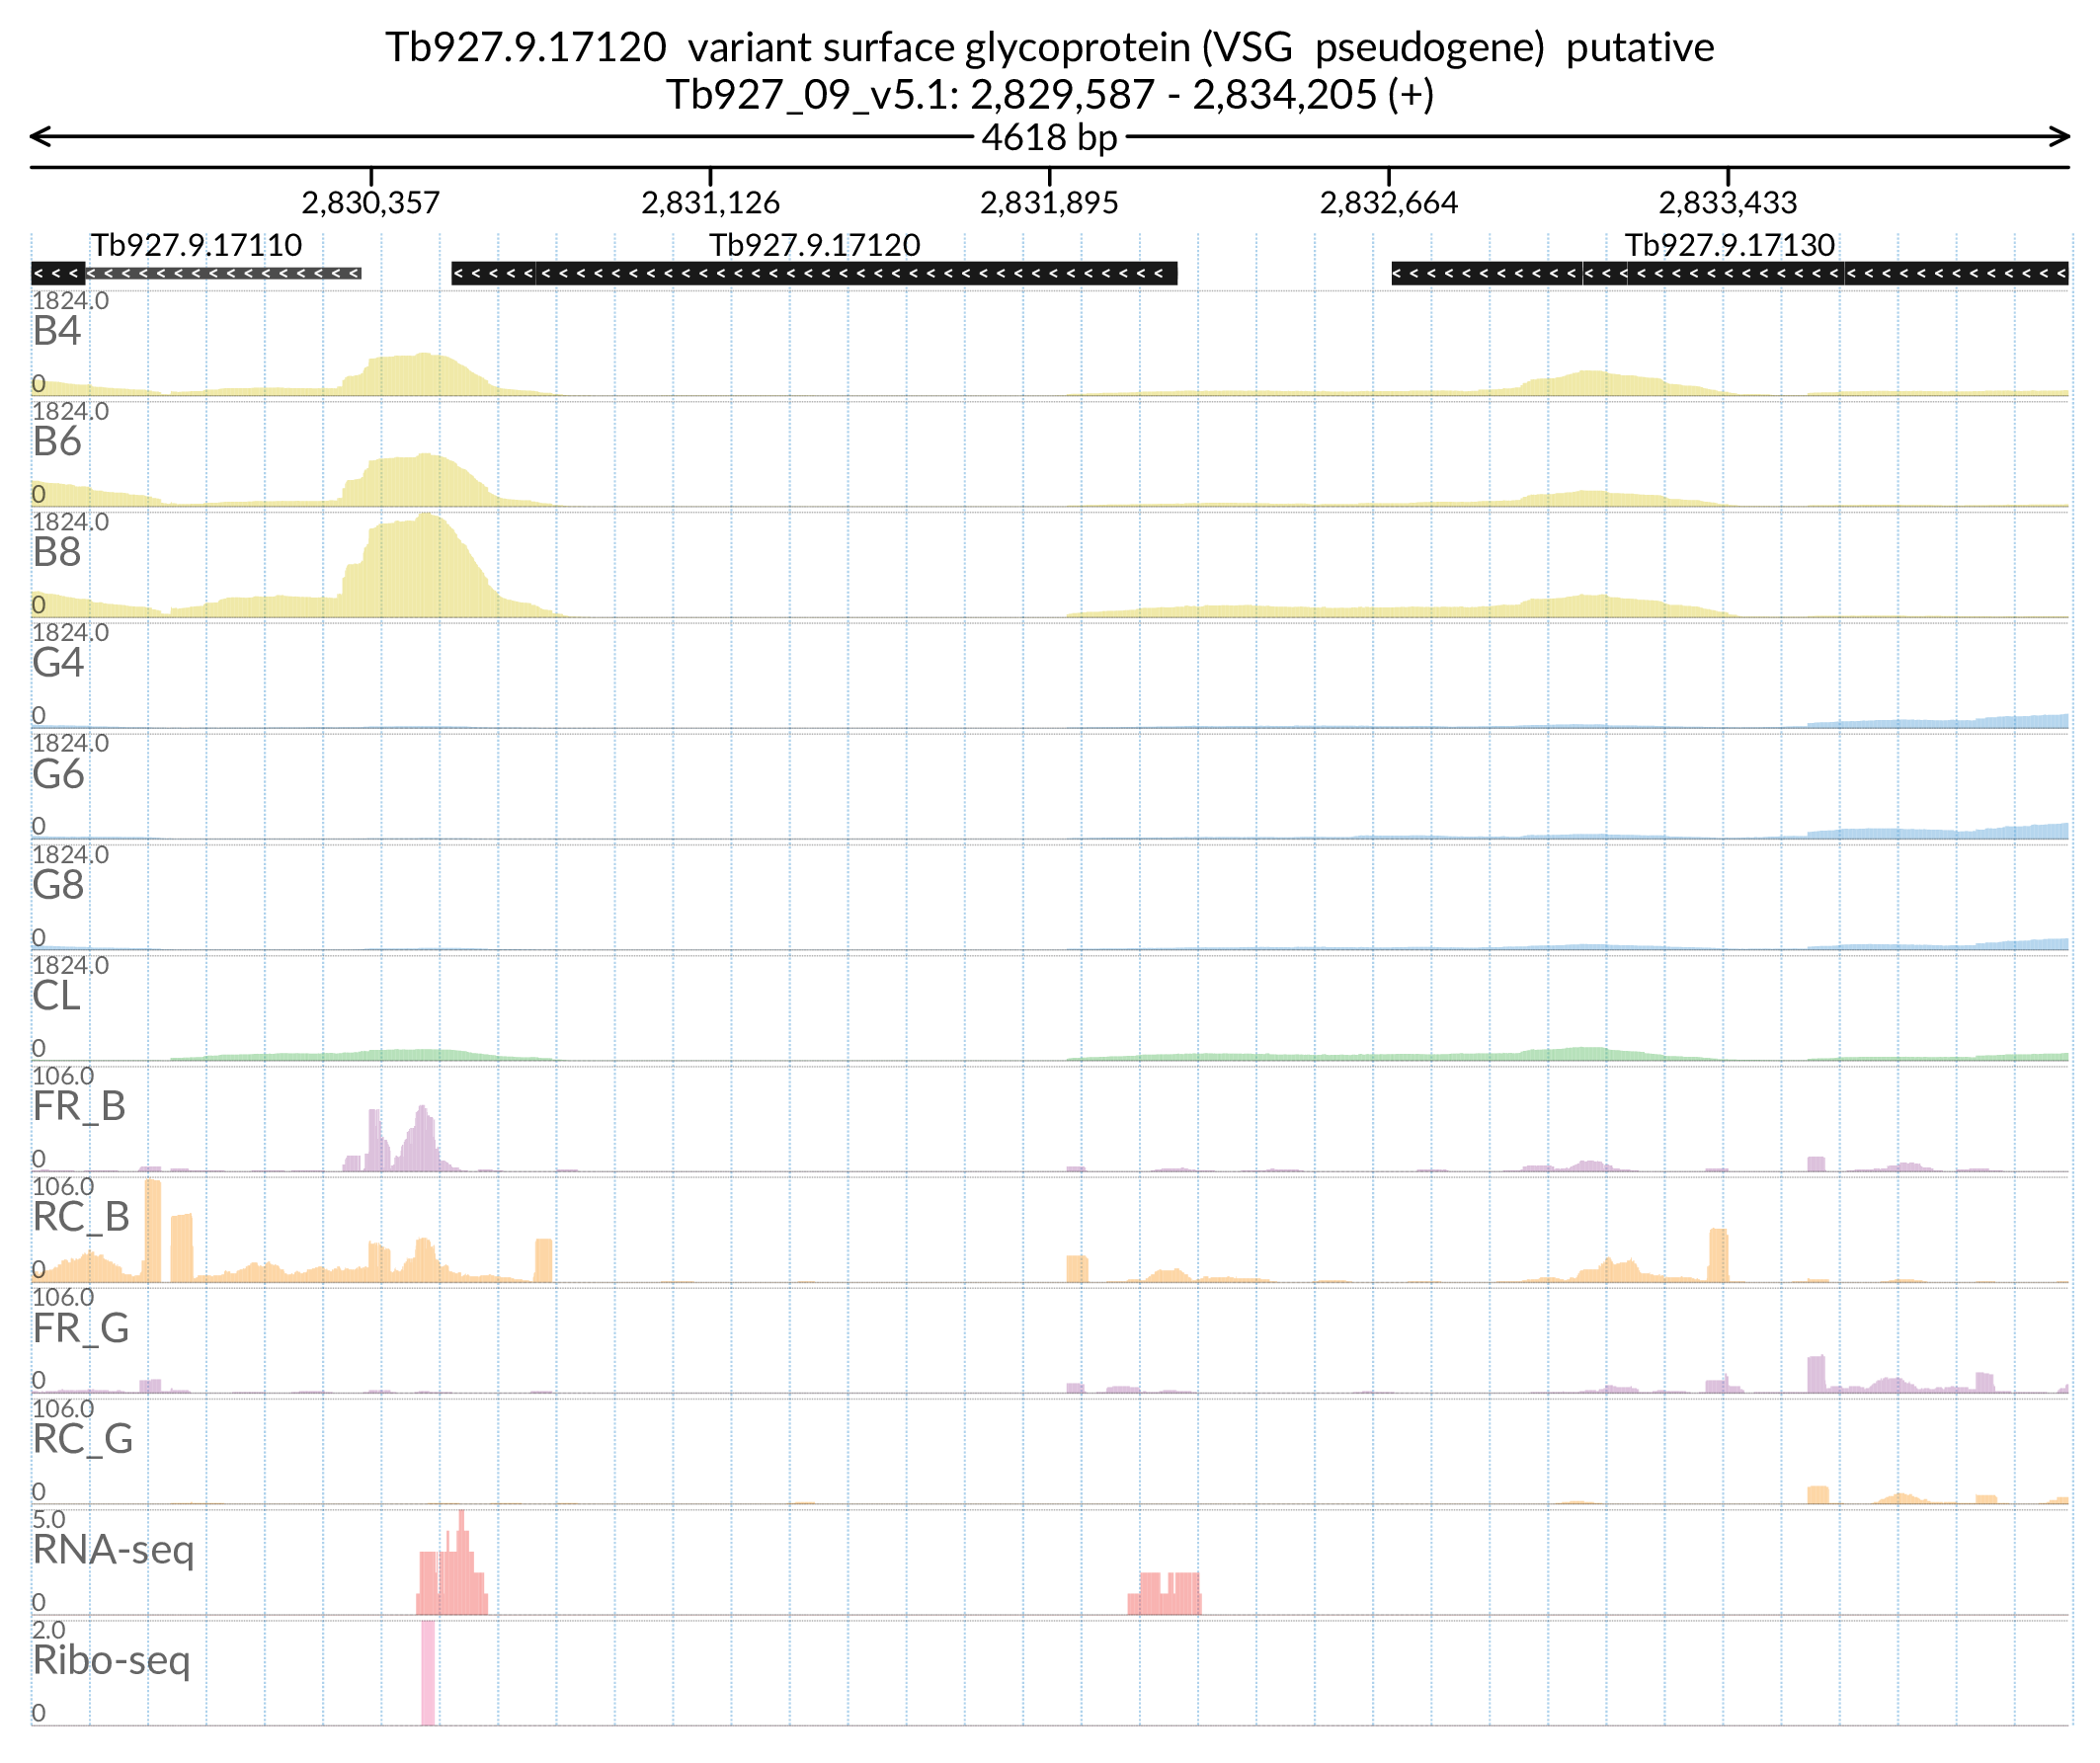 Tb927.9.17120 variant surface glycoprotein (VSG pseudogene) putative
Tb927_09_v5.1: 2,829,587 - 2,834,205 (+)
4618 bp
2,830,357 2,831,126 2,831,895 2,832,664 2,833,433
Tb927.9.17110 Tb927.9.17120 Tb927.9.17130
1824.0
B4
0
1824.0
B6
0
1824.0
B8
0
1824.0
G4
0
1824.0
G6
0
1824.0
G8
0
1824.0
CL
0
106.0
FR_B
0
106.0
RC_B
0
106.0
FR_G
0
106.0
RC_G
0
5.0
RNA-seq
0
2.0
Ribo-seq
0